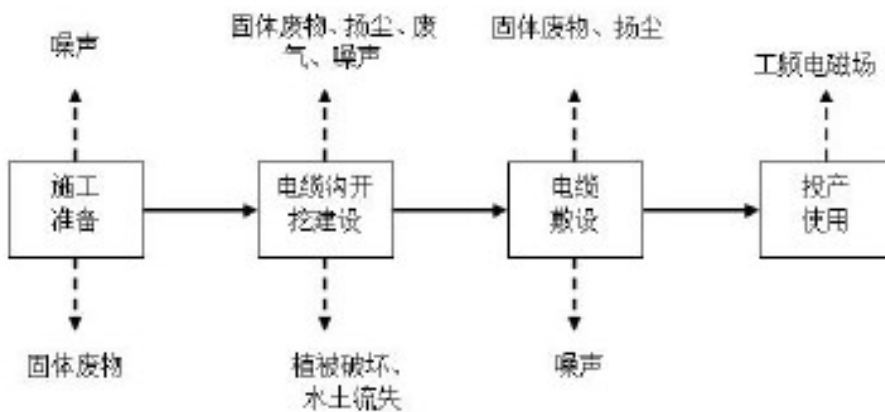 噪声
固体废物、扬尘、废
气、噪声
固体废物、扬尘
工频电磁场
施工
准备
电缆沟开
挖建设
电缆
敷设
投产
使用
固体废物
植被破坏、
水土流失
噪声